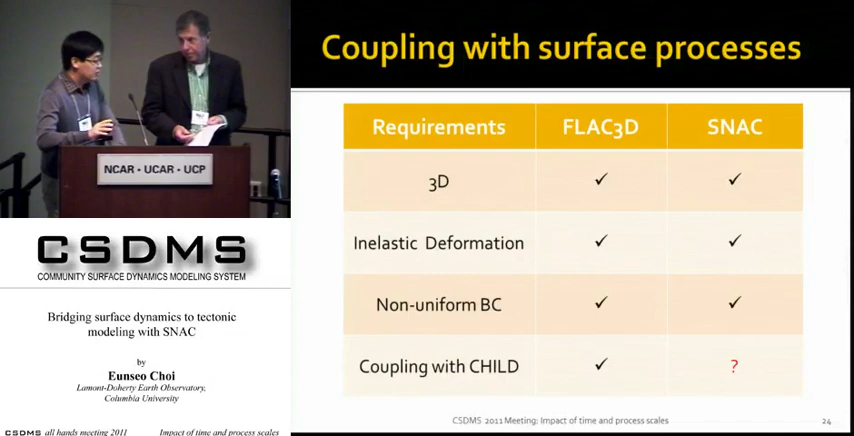 NCAR • UCAR • UCP
CSDMS
COMMUNITY SURFACE DYNAMICS MODELING SYSTEM
Bridging surface dynamics to tectonic
modeling with SNAC
by
Eunseo Choi
Lamont-Doherty Earth Observatory,
Columbia University
CSDMS all hands meeting 2011 Impact of time and process scales
Coupling with surface processes
Requirements FLAC3D SNAC
3D ✓ ✓
Inelastic Deformation ✓ ✓
Non-uniform BC ✓ ✓
Coupling with CHILD ✓ ?
CSDMS 2011 Meeting: Impact of time and process scales 24